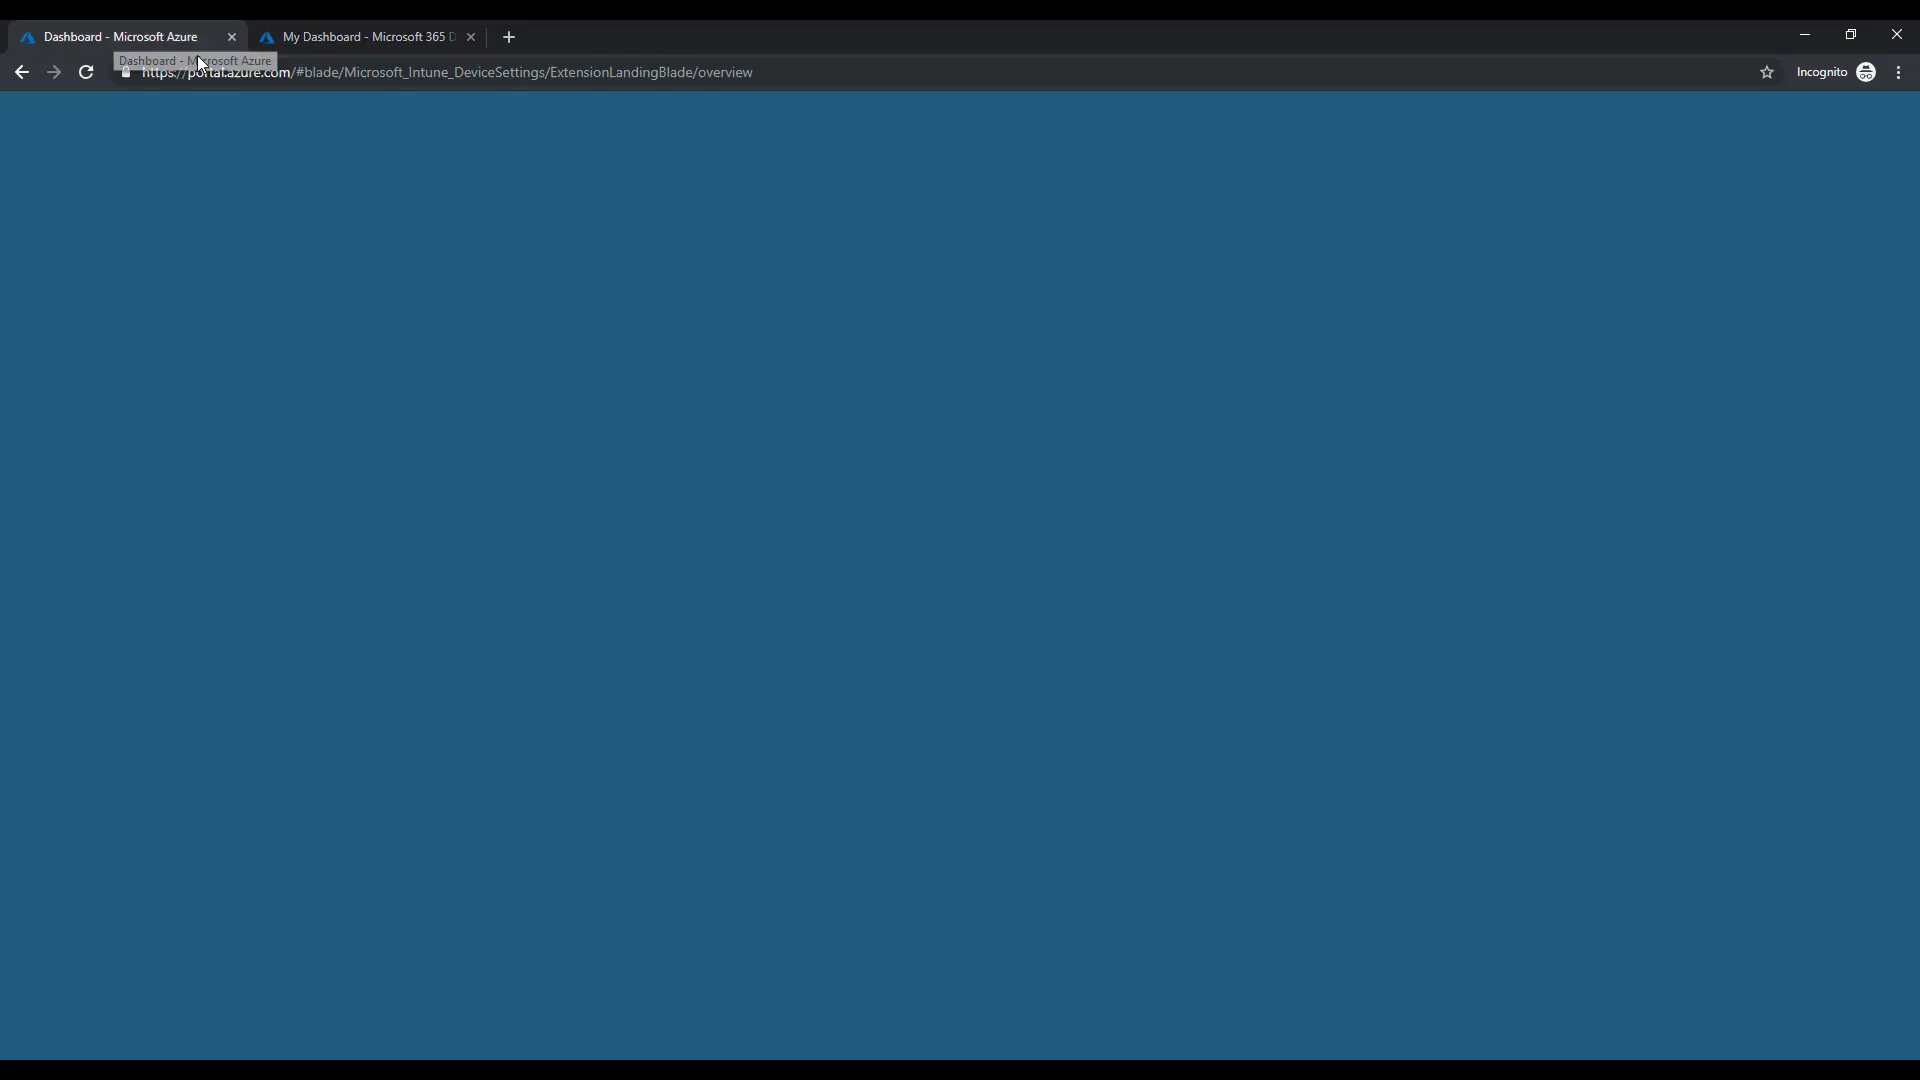 Dashboard - Microsoft Azure
My Dashboard - Microsoft 365 D
Dashboard - Microsoft Azure
https://portal.azure.com/#blade/Microsoft_Intune_DeviceSettings/ExtensionLandingBlade/overview
Incognito